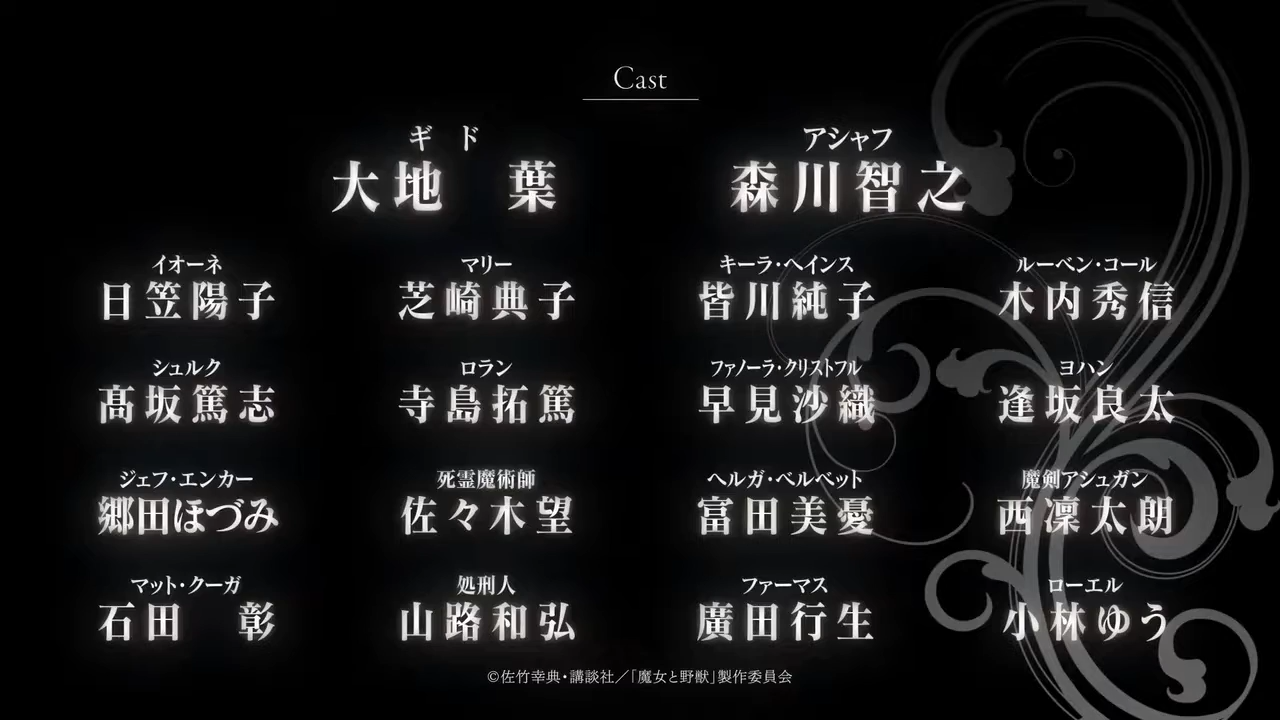 Cast
ギド
大地 葉
アシャフ
森川智之
イオーネ
日笠陽子
マリー
芝崎典子
キーラ・ヘインス
皆川純子
ルーベン・コール
木内秀信
シュルク
髙坂篤志
ロラン
寺島拓篤
ファノーラ・クリストフル
早見沙織
ヨハン
逢坂良太
ジェフ・エンカー
郷田ほづみ
死霊魔術師
佐々木望
ヘルガ・ベルベット
富田美憂
魔剣アシュガン
西凜太朗
マット・クーガ
石田 彰
処刑人
山路和弘
ファーマス
廣田行生
ローエル
小林ゆう
©佐竹幸典・講談社／「魔女と野獣」製作委員会